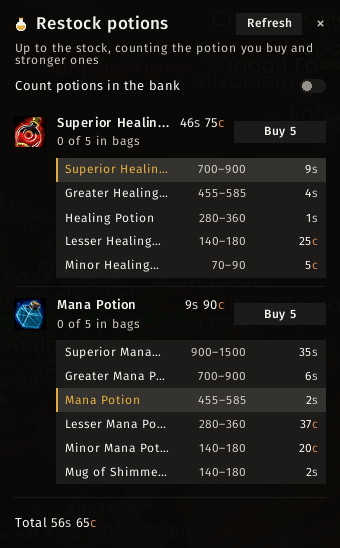 Restock potions
Refresh
×
Up to the stock, counting the potion you buy and
stronger ones
Count potions in the bank
Superior Healin... 46s 75c
Buy 5
0 of 5 in bags
Superior Healin... 700–900 9s
Greater Healing... 455–585 4s
Healing Potion 280–360 1s
Lesser Healing... 140–180 25c
Minor Healing... 70–90 5c
Mana Potion 9s 90c
Buy 5
0 of 5 in bags
Superior Mana... 900–1500 35s
Greater Mana P... 700–900 6s
Mana Potion 455–585 2s
Lesser Mana Po... 280–360 37c
Minor Mana Pot... 140–180 20c
Mug of Shimme... 140–180 2s
Total 56s 65c